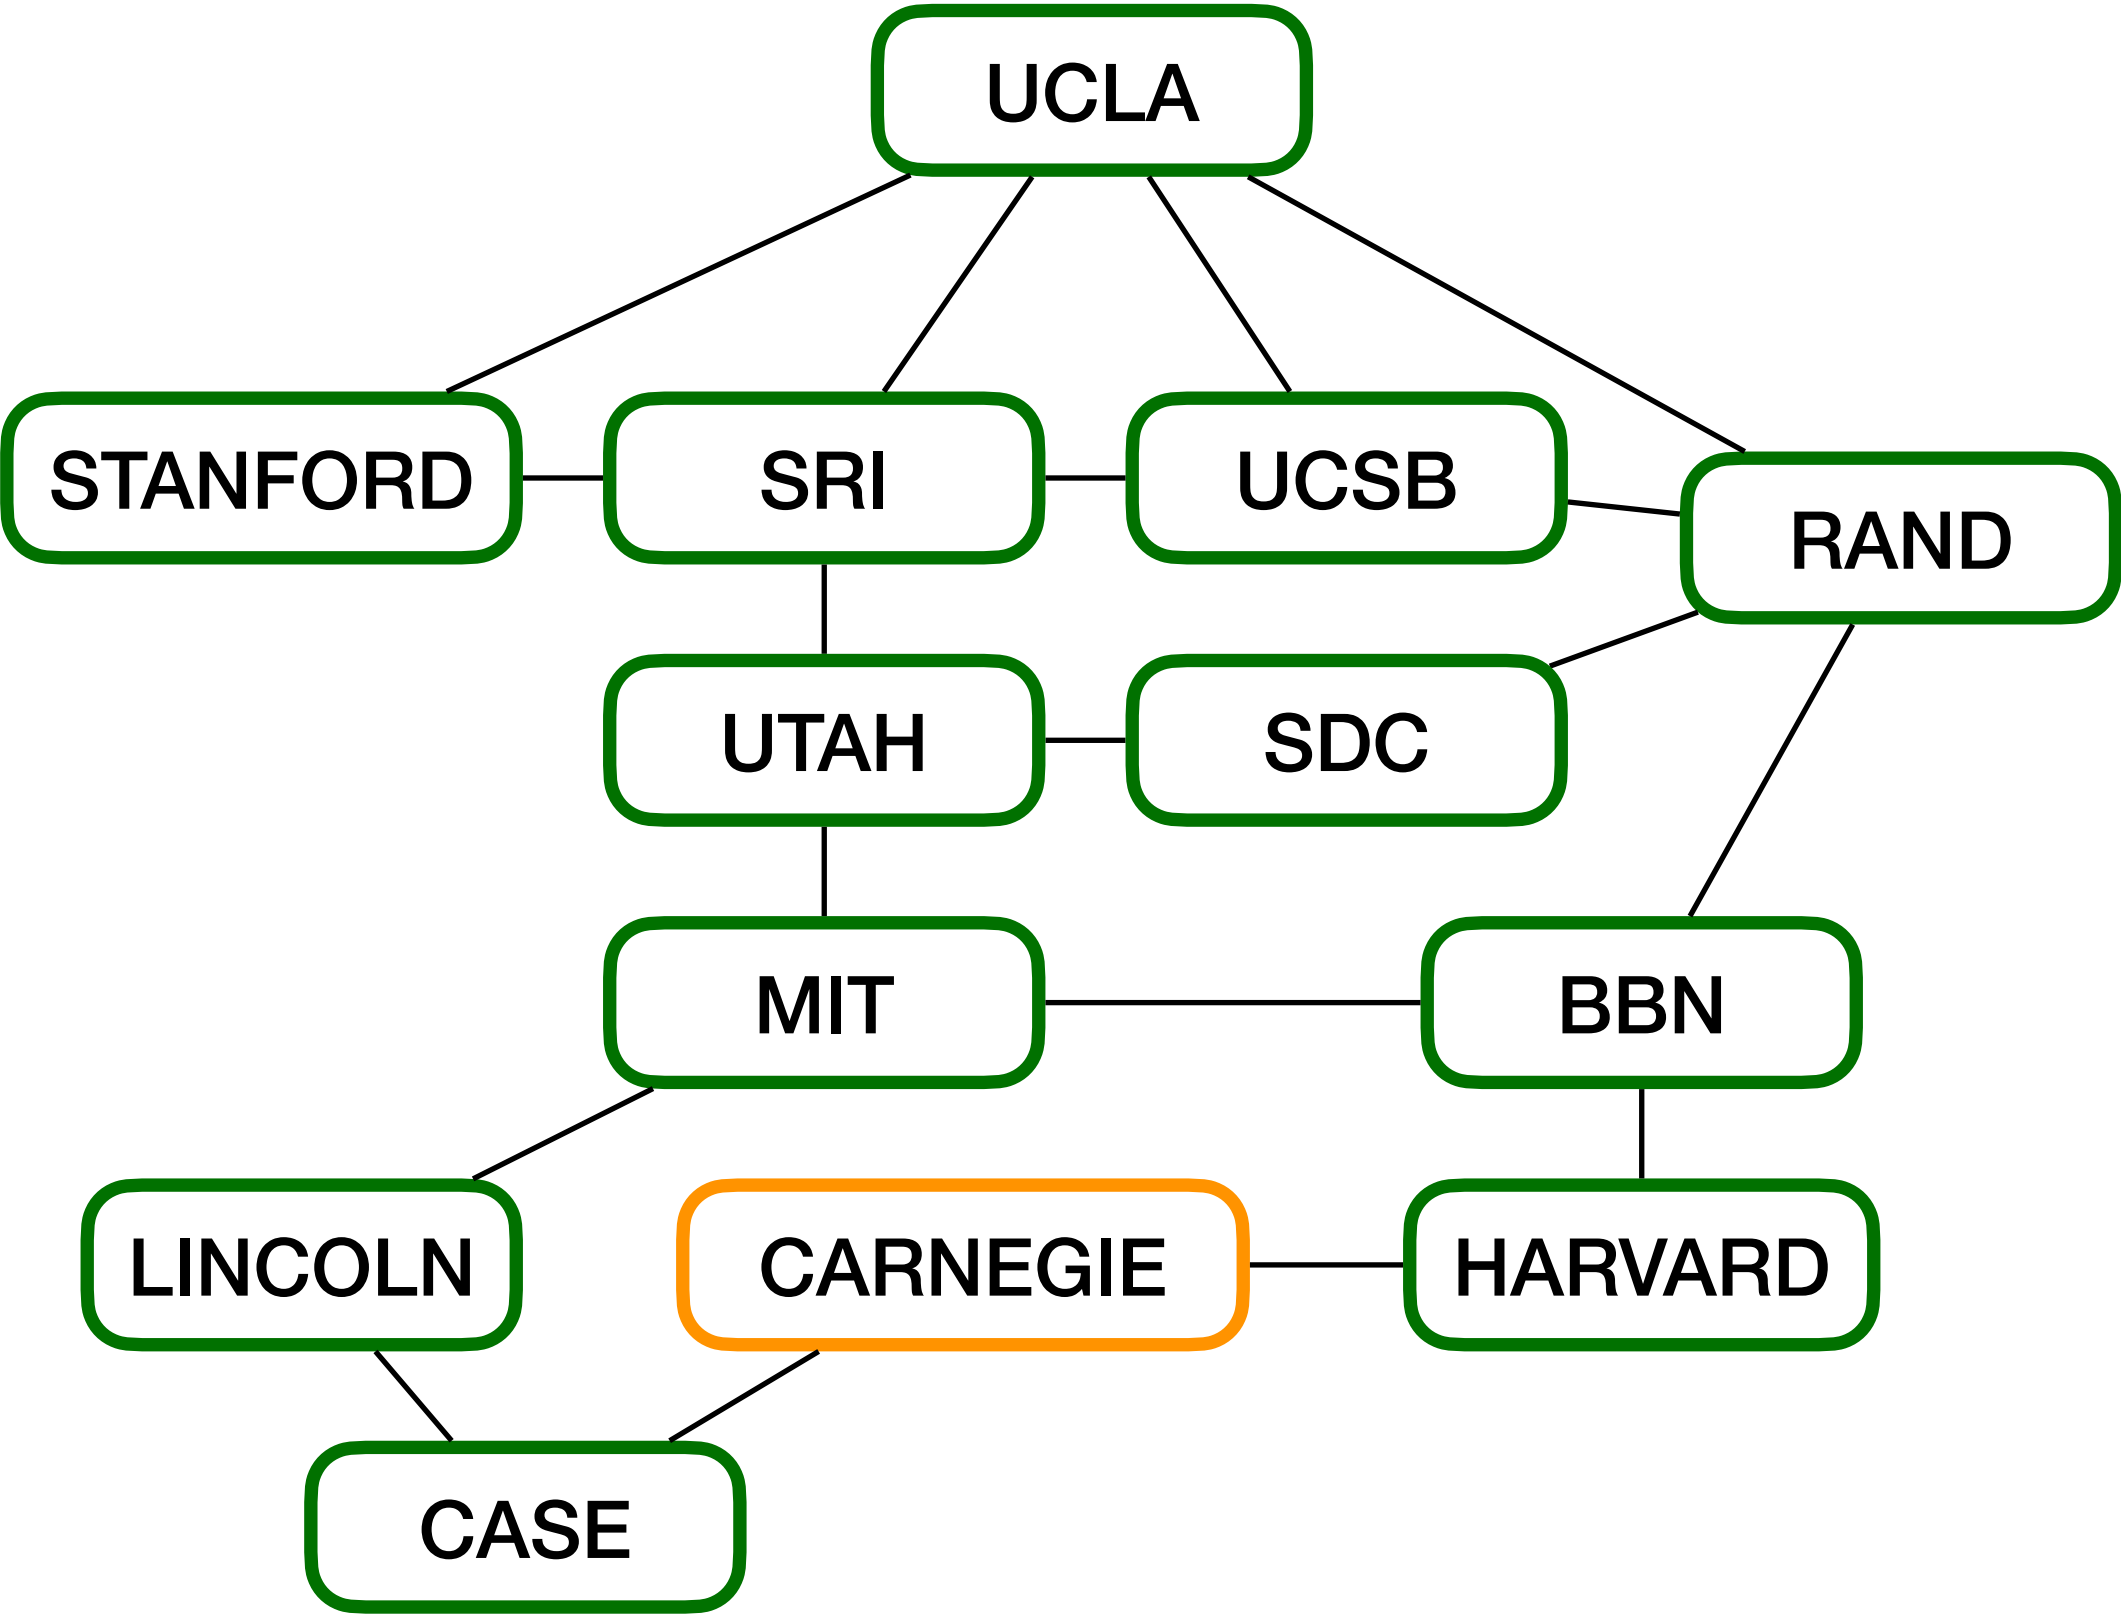 UCLA
STANFORD
SRI
UCSB
RAND
UTAH
SDC
MIT
BBN
LINCOLN
CARNEGIE
HARVARD
CASE